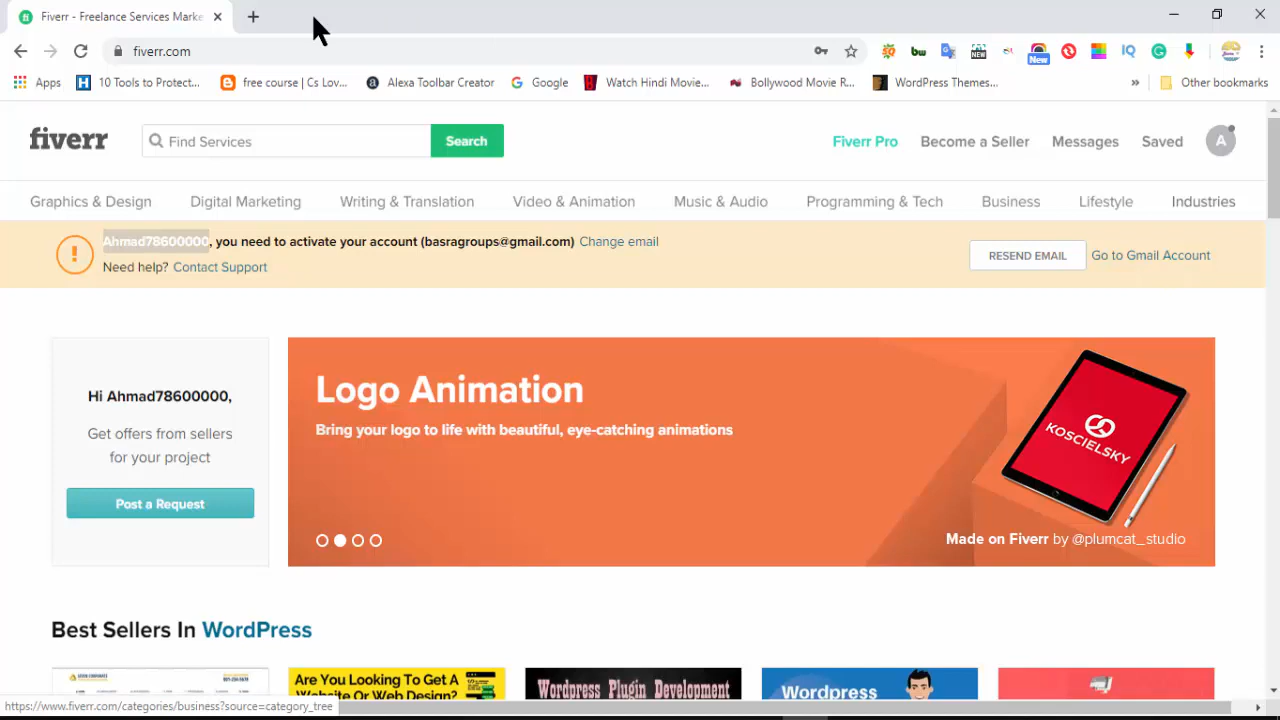 Fiverr - Freelance Services Marke
fiverr.com
New
NEW
Apps
10 Tools to Protect...
free course | Cs Lov...
Alexa Toolbar Creator
Google
Watch Hindi Movie...
Bollywood Movie R...
WordPress Themes...
Other bookmarks
fiverr
Find Services
Search
Fiverr Pro
Become a Seller
Messages
Saved
A
Graphics & Design
Digital Marketing
Writing & Translation
Video & Animation
Music & Audio
Programming & Tech
Business
Lifestyle
Industries
Ahmad78600000, you need to activate your account (basragroups@gmail.com) Change email
Need help? Contact Support
RESEND EMAIL
Go to Gmail Account
Hi Ahmad78600000,
Get offers from sellers
for your project
Post a Request
Logo Animation
Bring your logo to life with beautiful, eye-catching animations
KOSCIELSKY
Made on Fiverr by @plumcat_studio
Best Sellers In WordPress
Are You Looking To Get A
Website Or Web Design?
Wordpress Plugin Development
Wordpress
https://www.fiverr.com/categories/business?source=category_tree